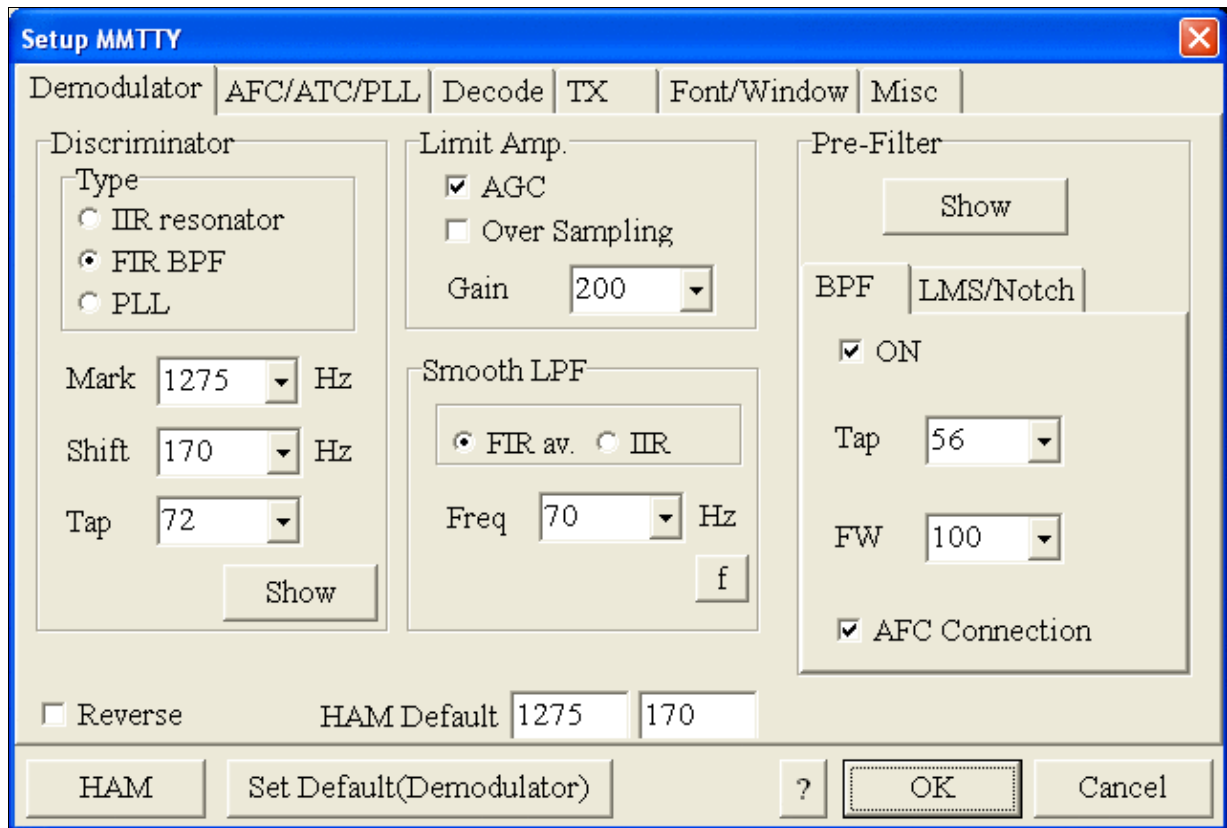 Setup MMTTY
Demodulator AFC/ATC/PLL Decode TX Font/Window Misc
Discriminator
Type
IIR resonator
FIR BPF
PLL
Mark 1275 Hz
Shift 170 Hz
Tap 72
Show
Limit Amp.
AGC
Over Sampling
Gain 200
Smooth LPF
FIR av. IIR
Freq 70 Hz
f
Pre-Filter
Show
BPF LMS/Notch
ON
Tap 56
FW 100
AFC Connection
Reverse HAM Default 1275 170
HAM Set Default(Demodulator) ? OK Cancel